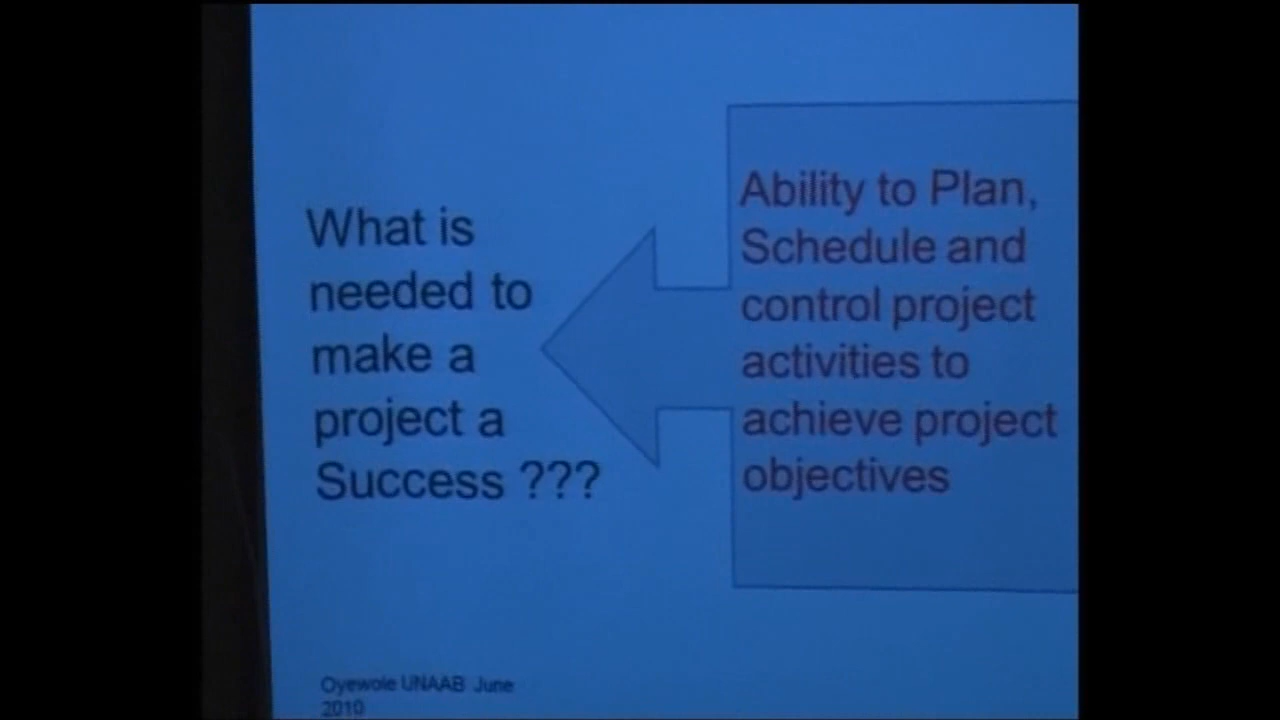 What is
needed to
make a
project a
Success ???
Ability to Plan,
Schedule and
control project
activities to
achieve project
objectives
Oyewole UNAAB June
2010